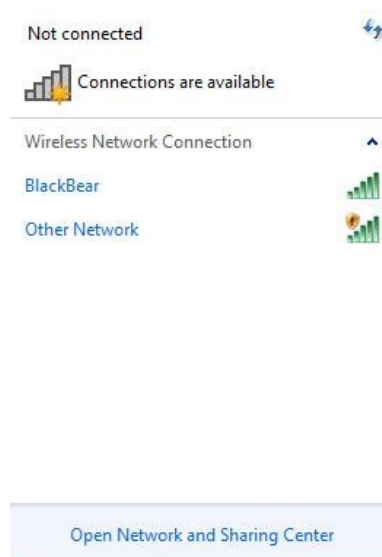 Not connected
Connections are available
Wireless Network Connection
BlackBear
Other Network
Open Network and Sharing Center